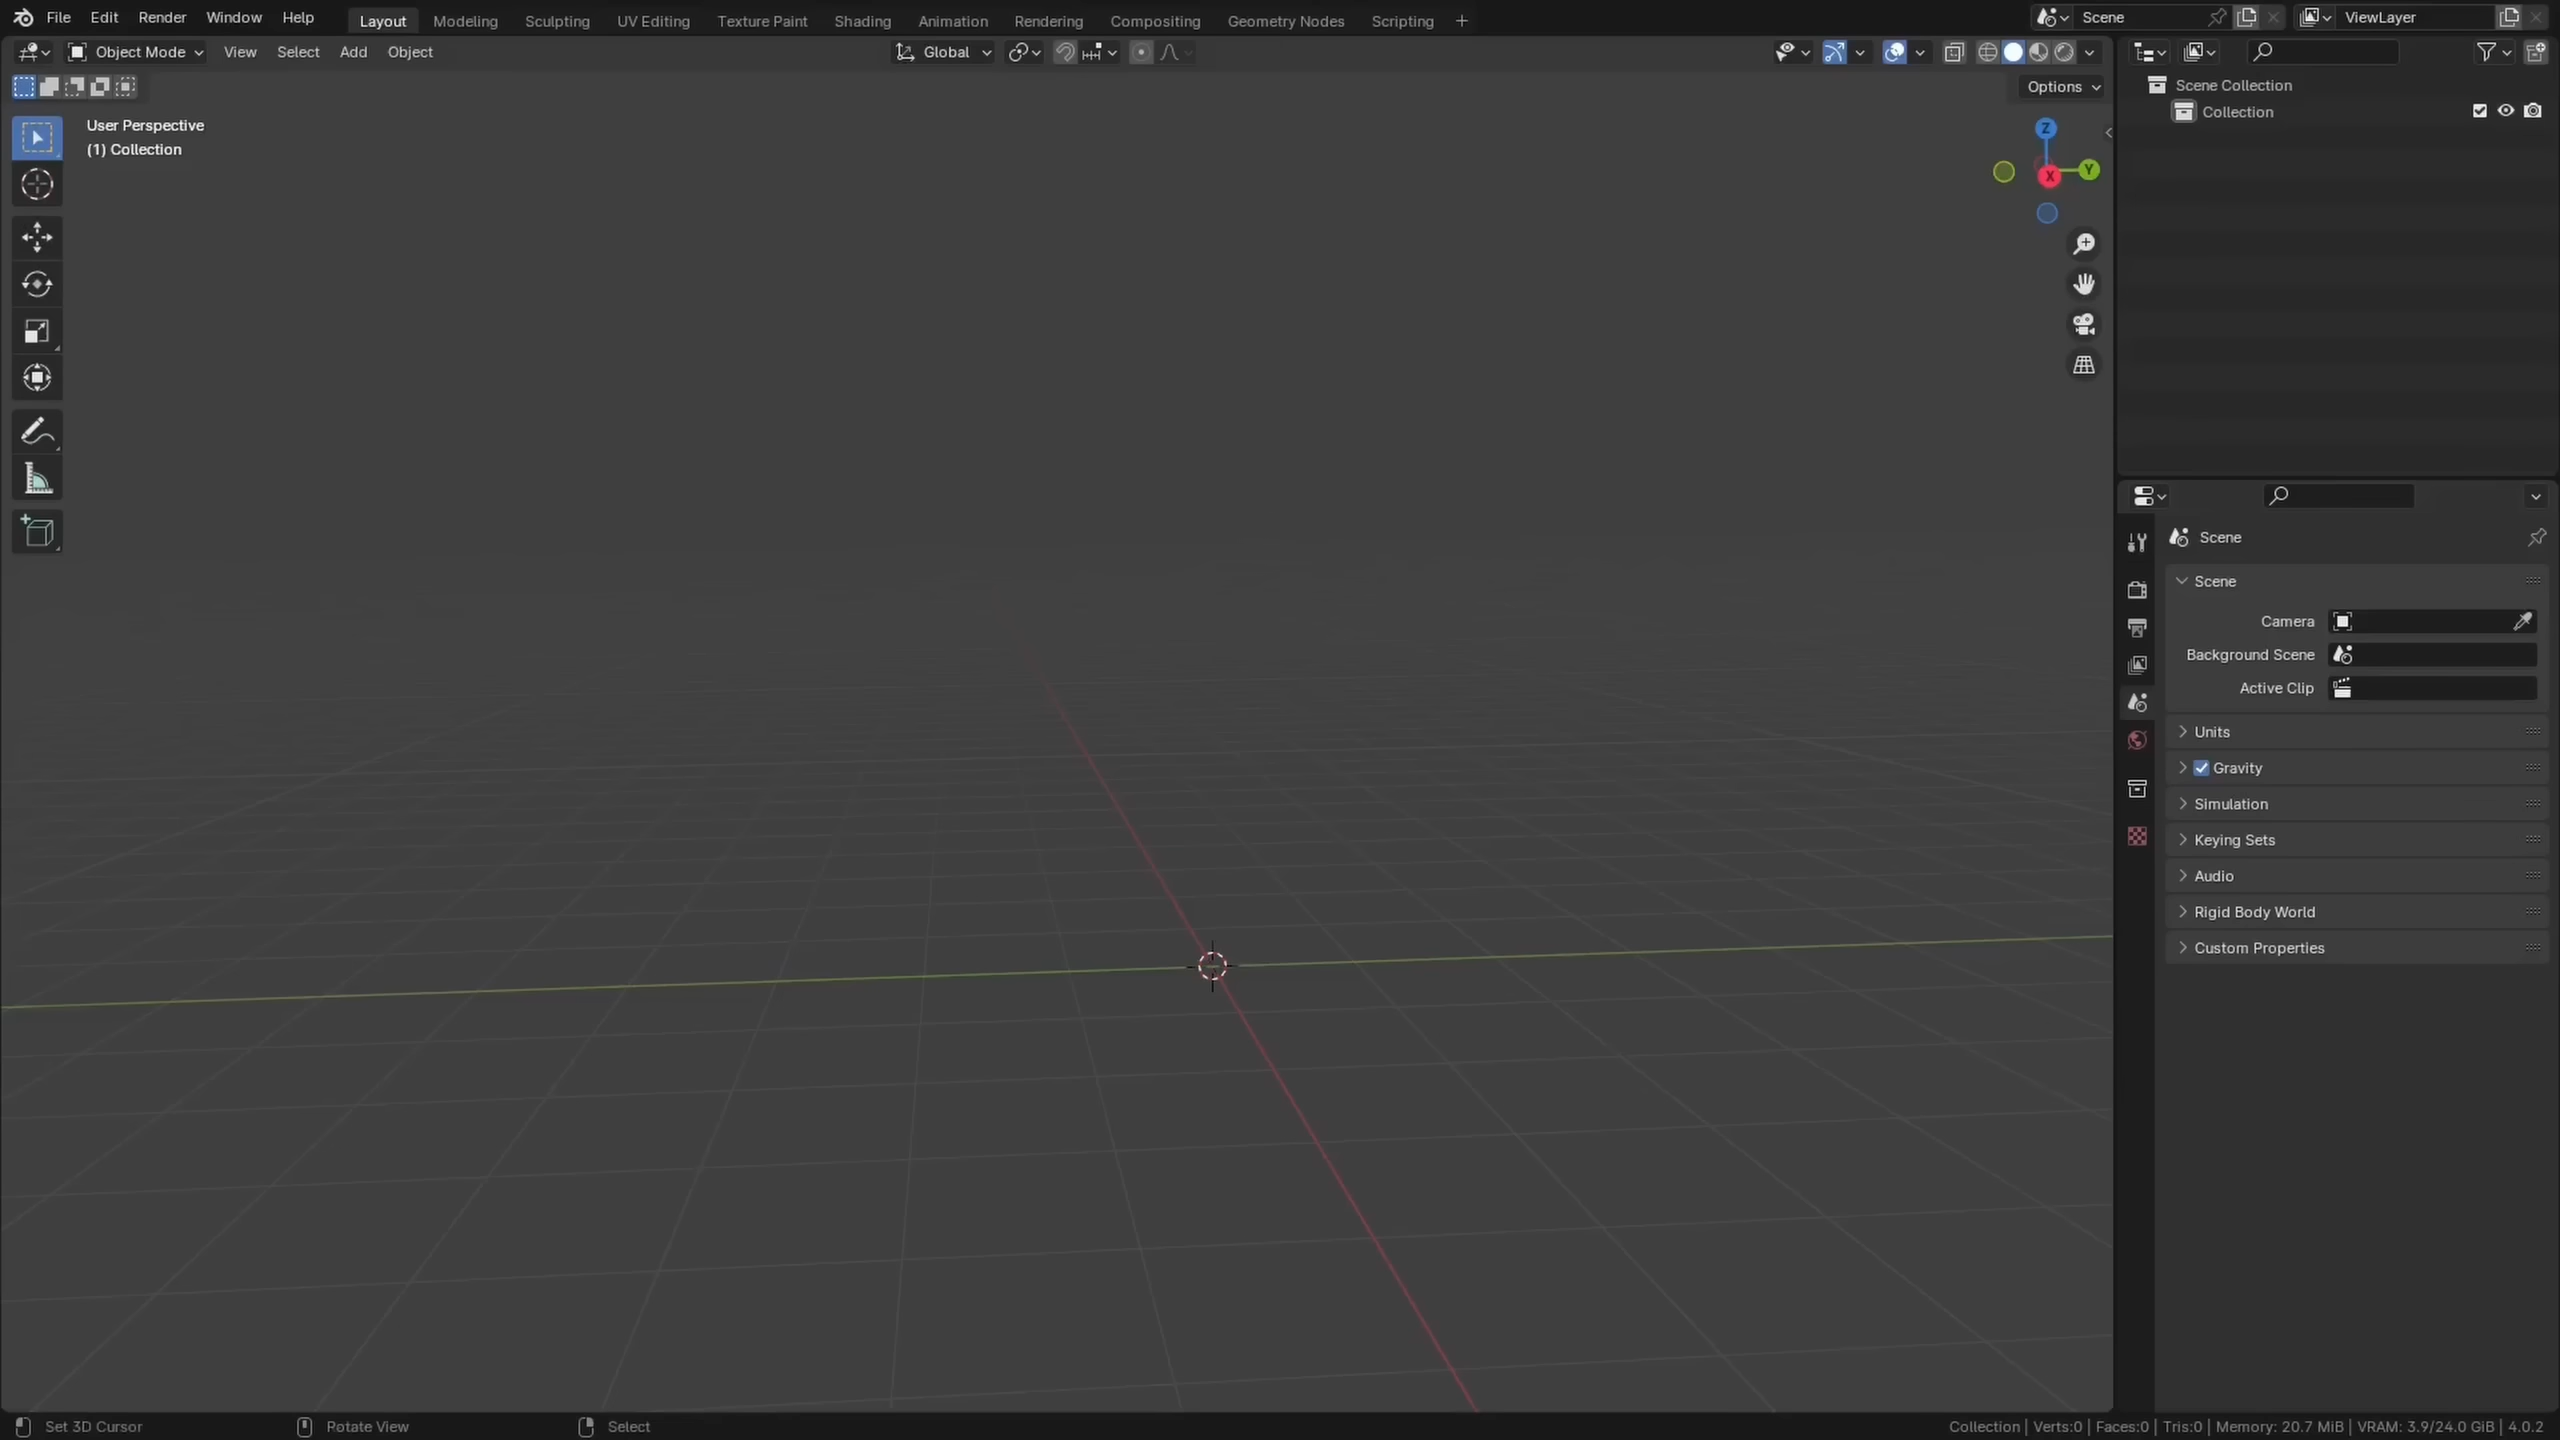 File Edit Render Window Help Layout Modeling Sculpting UV Editing Texture Paint Shading Animation Rendering Compositing Geometry Nodes Scripting + Scene ViewLayer
Object Mode View Select Add Object Global
Options
User Perspective
(1) Collection
Z
Y
X
Scene Collection
Collection
Scene
Scene
Camera
Background Scene
Active Clip
Units
Gravity
Simulation
Keying Sets
Audio
Rigid Body World
Custom Properties
Set 3D Cursor Rotate View Select Collection | Verts:0 | Faces:0 | Tris:0 | Memory: 20.7 MiB | VRAM: 3.9/24.0 GiB | 4.0.2